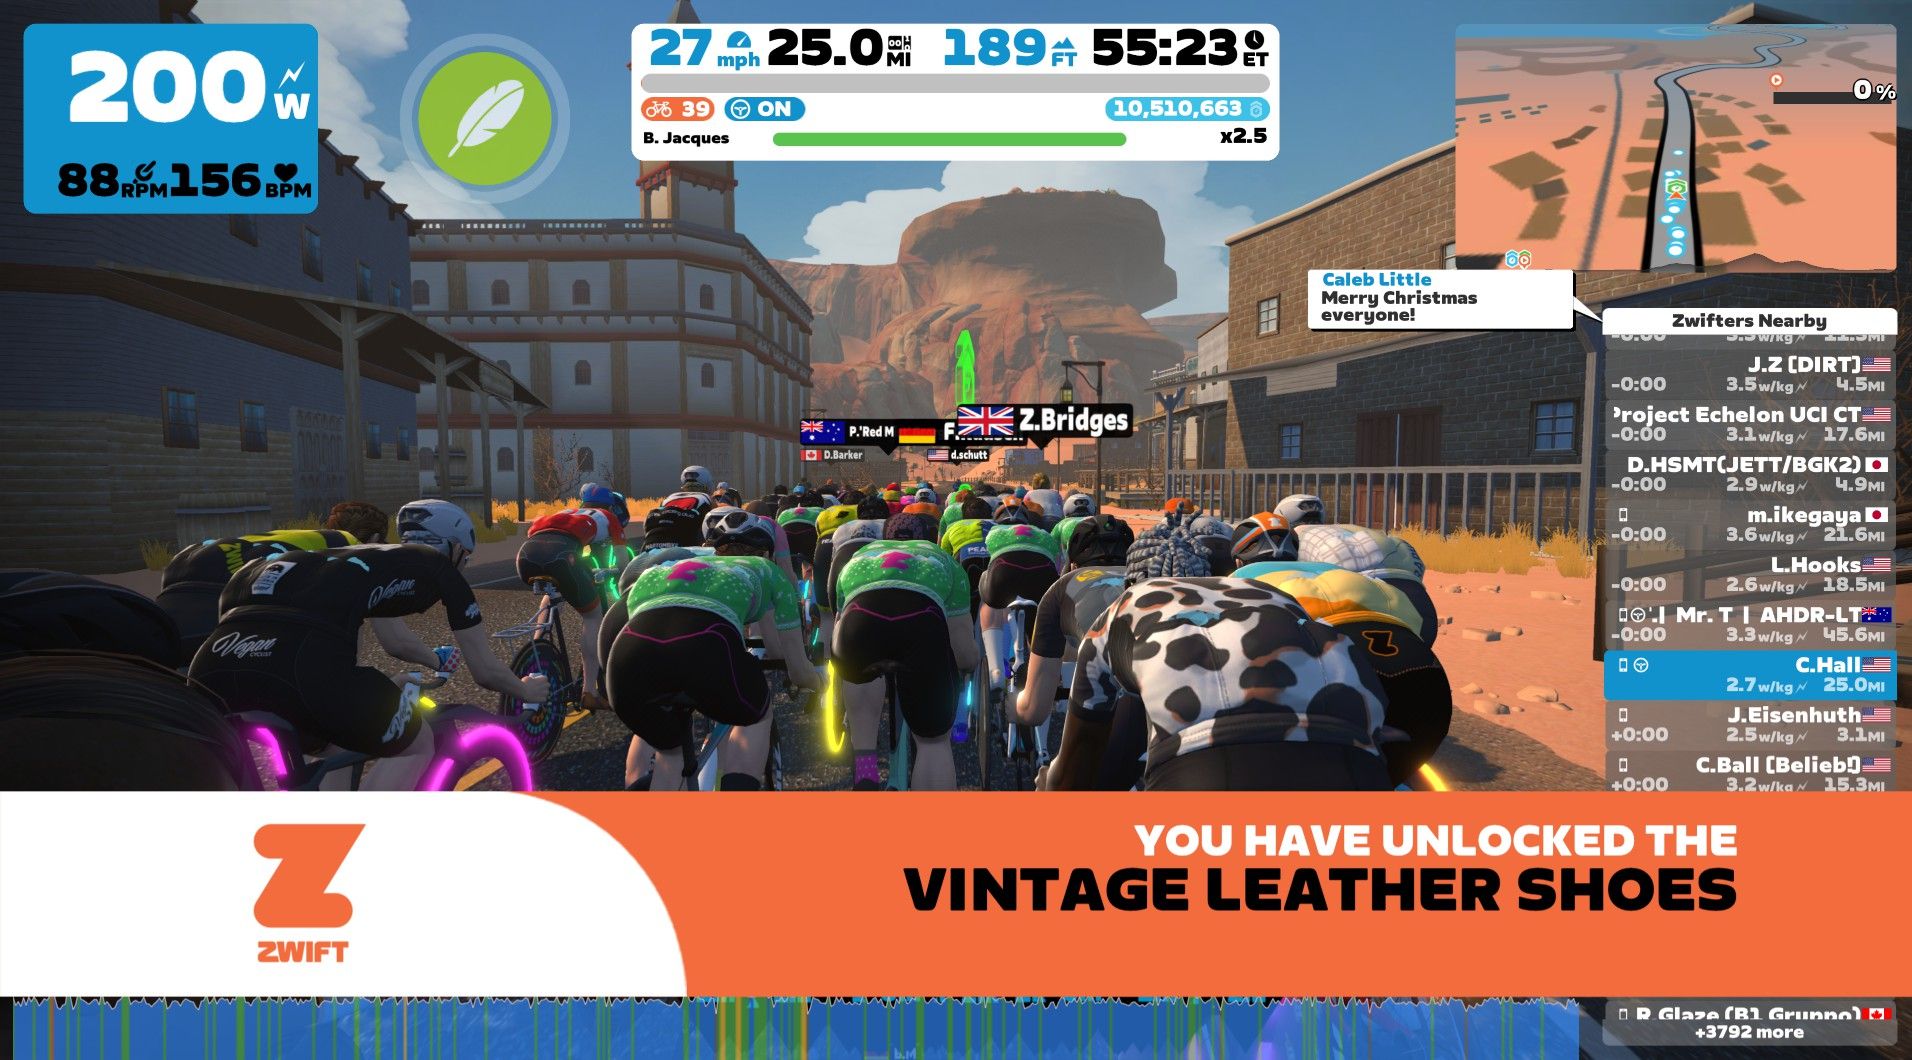 200 W
88 RPM 156 BPM
27 mph 25.0 MI 189 FT 55:23 ET
39 ON 10,510,663
B. Jacques x2.5
0 %
Caleb Little
Merry Christmas
everyone!
Zwifters Nearby
J.Z (DIRT)
-0:00 3.5w/kg 4.5MI
Project Echelon UCI CT
-0:00 3.1w/kg 17.6MI
D.HSMT(JETT/BGK2)
-0:00 2.9w/kg 4.9MI
m.ikegaya
-0:00 3.6w/kg 21.6MI
L.Hooks
-0:00 2.6w/kg 18.5MI
.| Mr. T | AHDR-LT
-0:00 3.3w/kg 45.6MI
C.Hall
2.7w/kg 25.0MI
J.Eisenhuth
+0:00 2.5w/kg 3.1MI
C.Ball (Belieb!)
+0:00 3.2w/kg 15.3MI
Z.Bridges
P.'Red M
D.Barker d.schutt
Vegan
Vegan
CYCLIST
YOU HAVE UNLOCKED THE
VINTAGE LEATHER SHOES
ZWIFT
R.Glaze (B1 Gruppo)
+3792 more